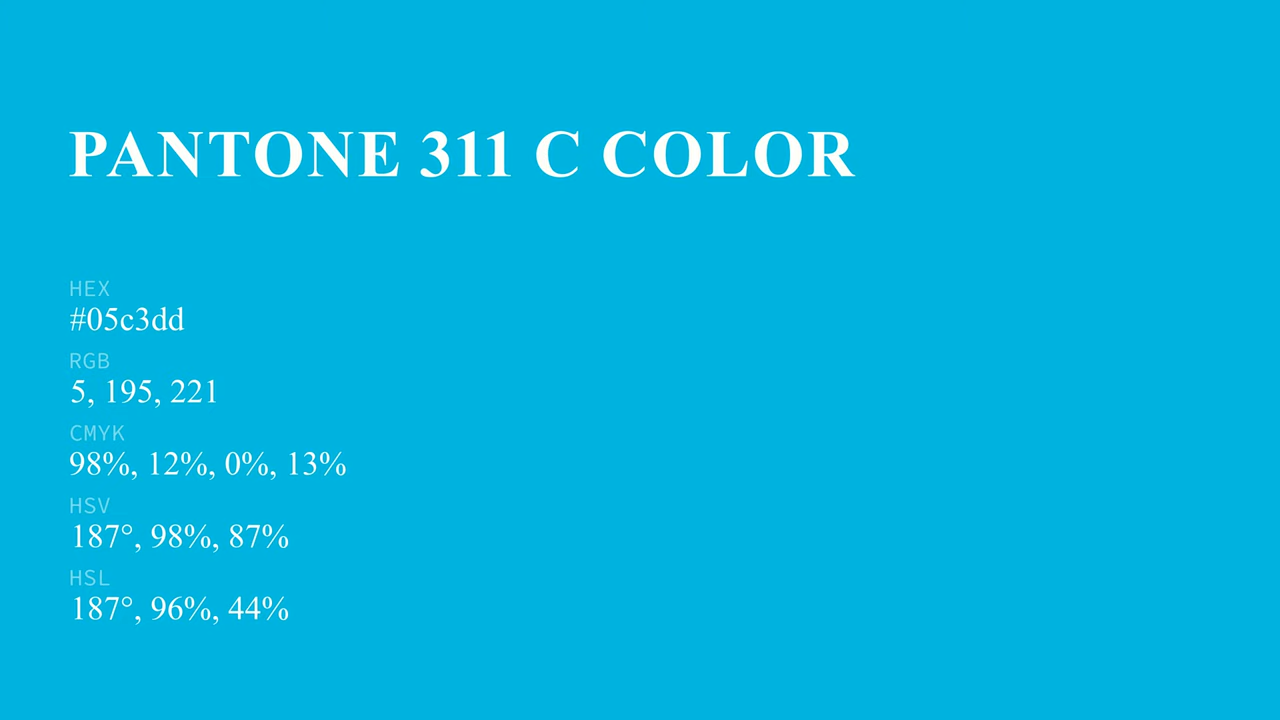 PANTONE 311 C COLOR
HEX
#05c3dd
RGB
5, 195, 221
CMYK
98%, 12%, 0%, 13%
HSV
187°, 98%, 87%
HSL
187°, 96%, 44%